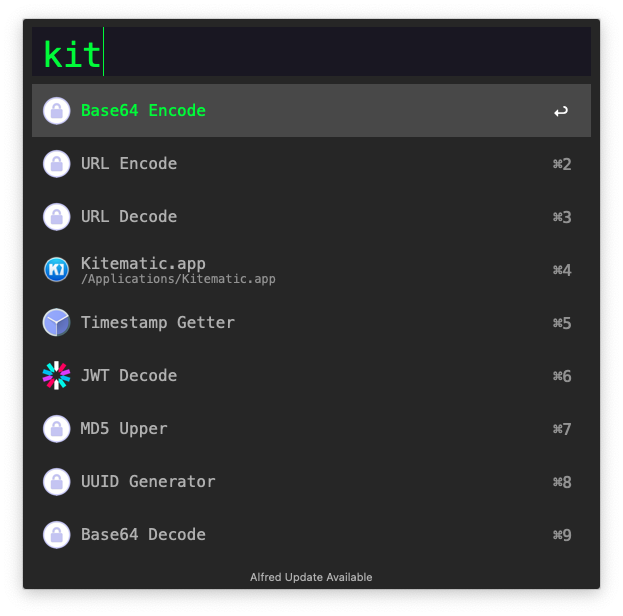 kit
Base64 Encode ↩
URL Encode ⌘2
URL Decode ⌘3
Kitematic.app ⌘4
/Applications/Kitematic.app
Timestamp Getter ⌘5
JWT Decode ⌘6
MD5 Upper ⌘7
UUID Generator ⌘8
Base64 Decode ⌘9
Alfred Update Available